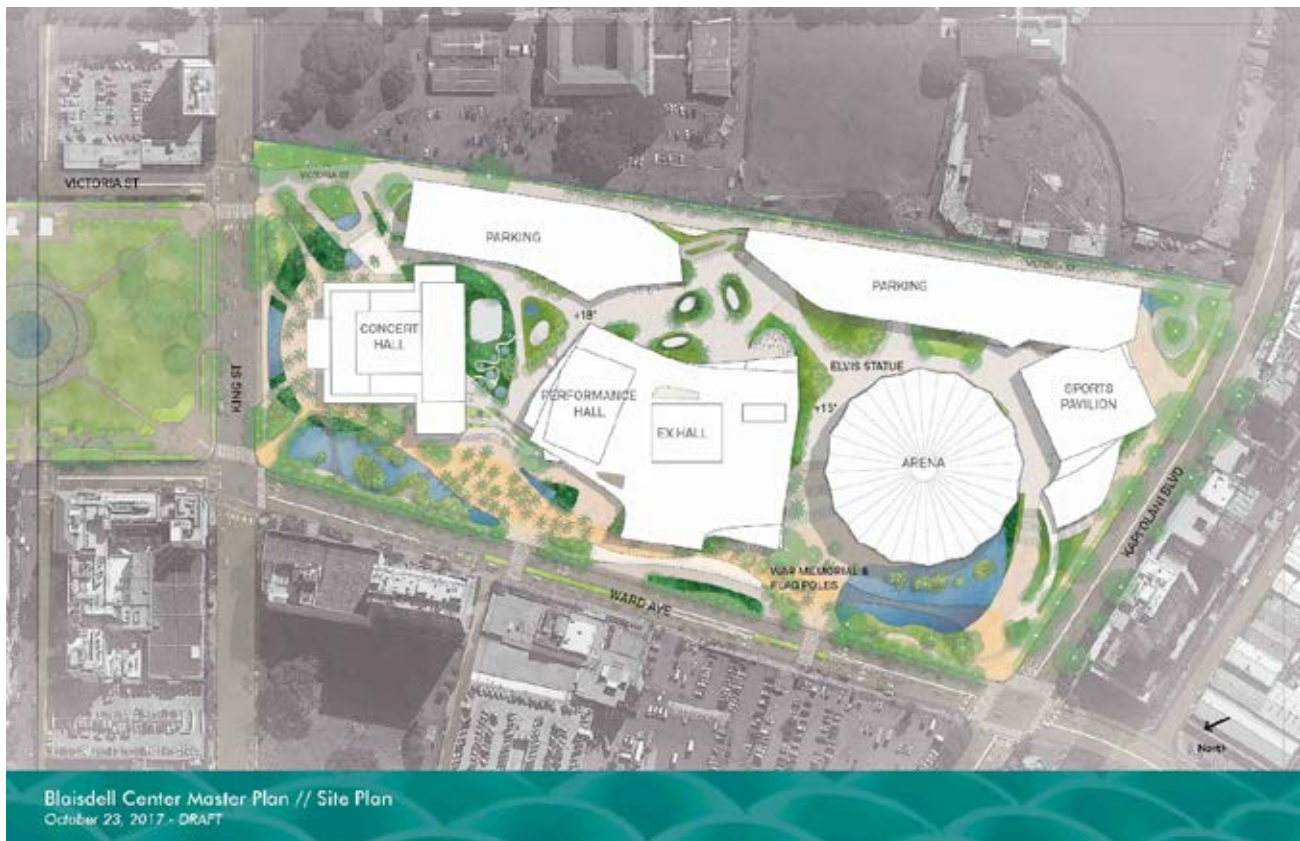 VICTORIA ST
VICTORIA ST
PARKING
PARKING
KING ST
CONCERT
HALL
+18'
ELVIS STATUE
PERFORMANCE
HALL
EX HALL
+15'
SPORTS
PAVILION
ARENA
KAPIOLANI BLVD
WAR MEMORIAL &
FLAG POLES
WARD AVE
North
Blaisdell Center Master Plan // Site Plan
October 23, 2017 - DRAFT